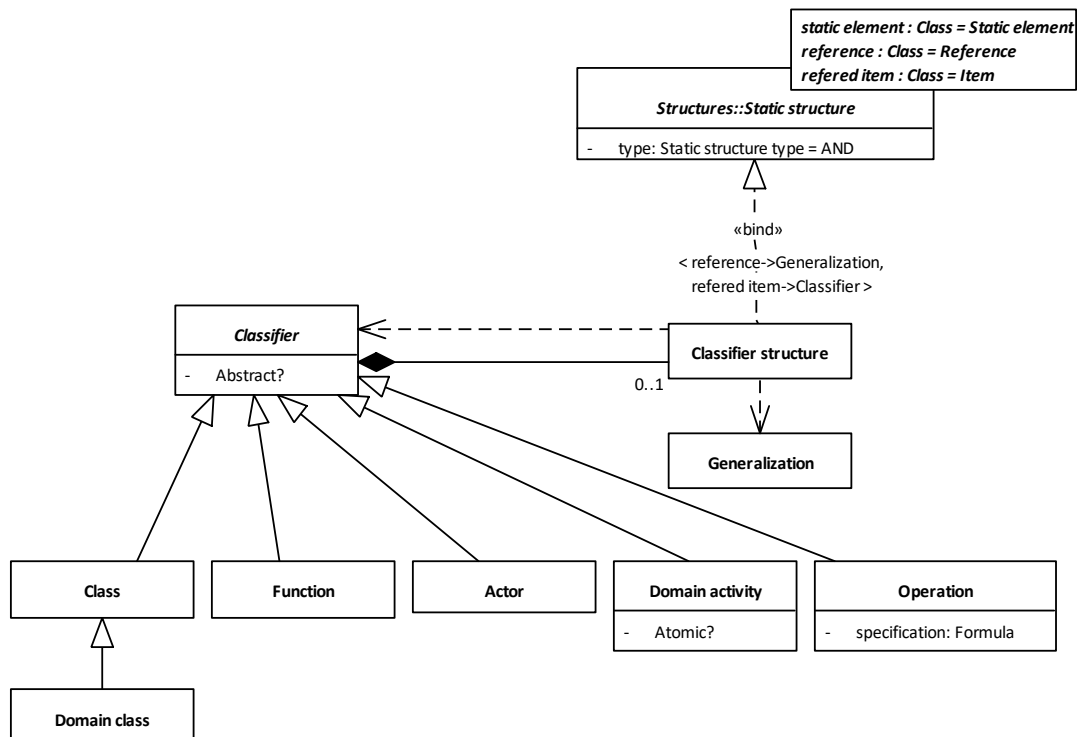 static element : Class = Static element
reference : Class = Reference
refered item : Class = Item
Structures::Static structure
- type: Static structure type = AND
«bind»
< reference->Generalization,
refered item->Classifier >
Classifier
- Abstract?
Classifier structure
0..1
Generalization
Class
Function
Actor
Domain activity
- Atomic?
Operation
- specification: Formula
Domain class